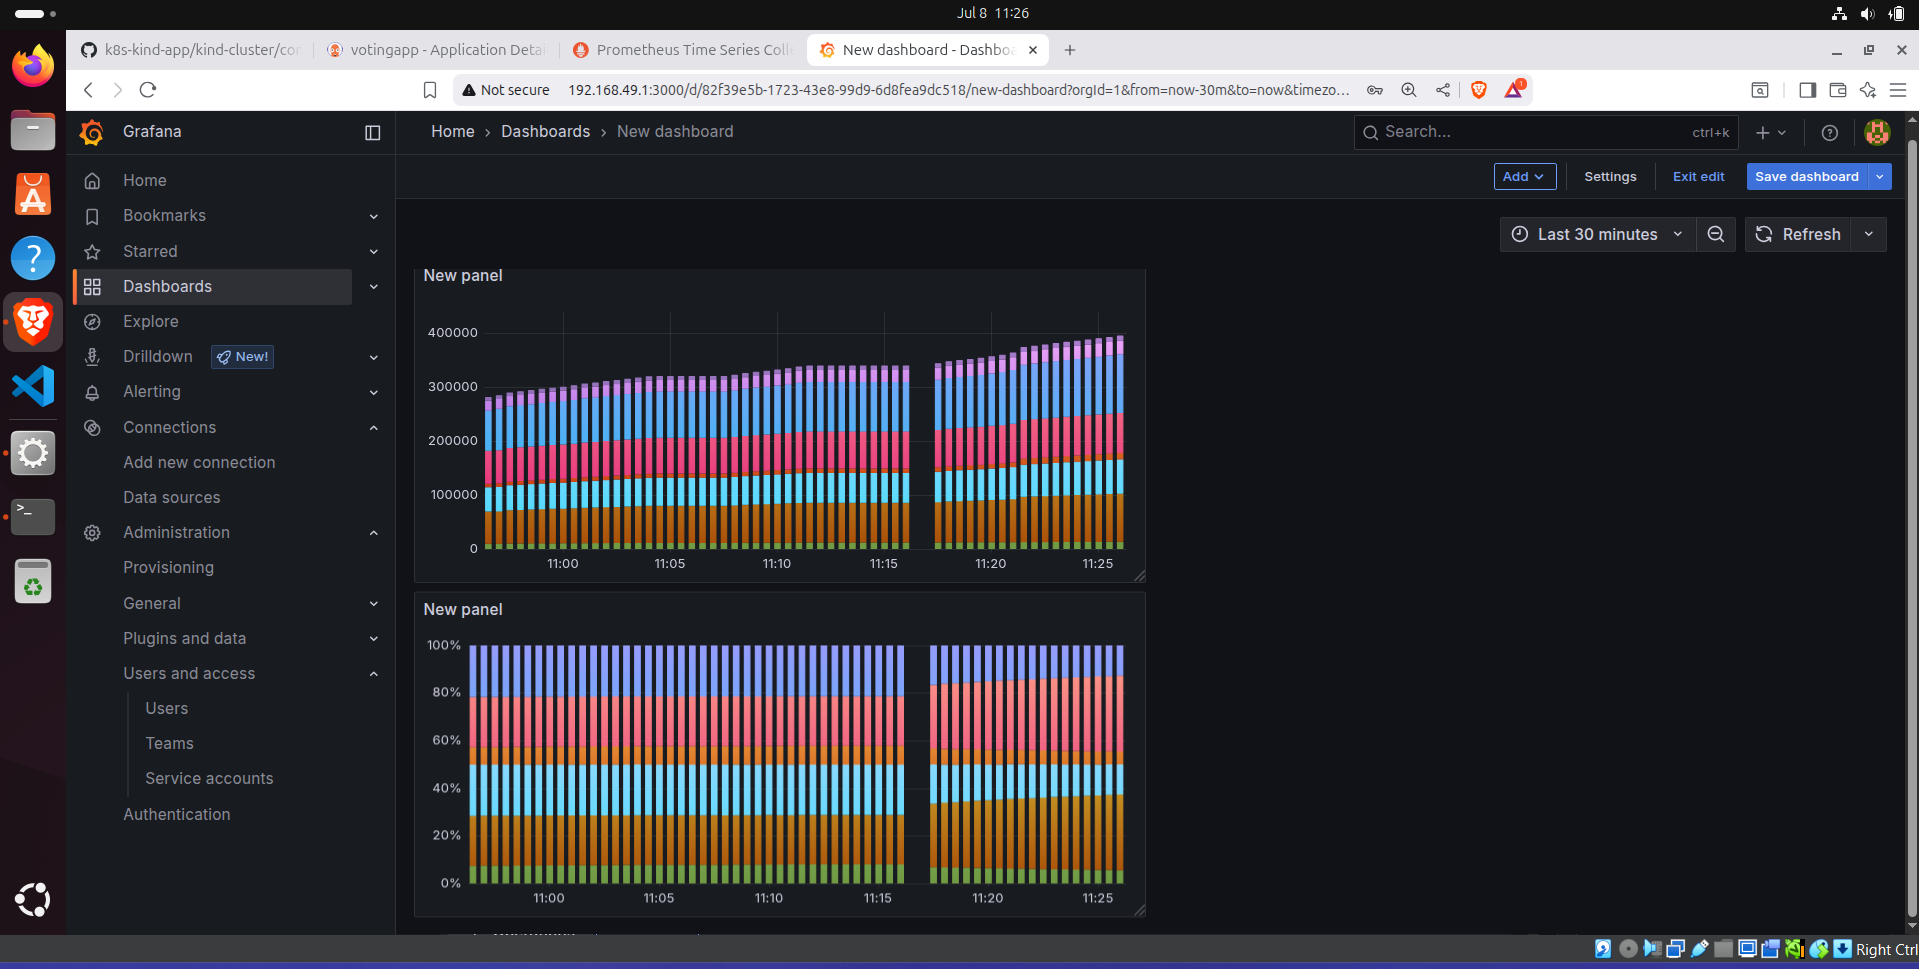 Jul 8 11:26
k8s-kind-app/kind-cluster/con
votingapp - Application Detai
Prometheus Time Series Colle
New dashboard - Dashboa
Not secure
192.168.49.1:3000/d/82f39e5b-1723-43e8-99d9-6d8fea9dc518/new-dashboard?orgId=1&from=now-30m&to=now&timezo...
1
Grafana
Home › Dashboards › New dashboard
Search...
ctrl+k
Add
Settings
Exit edit
Save dashboard
Last 30 minutes
Refresh
Home
Bookmarks
Starred
Dashboards
Explore
Drilldown
New!
Alerting
Connections
Add new connection
Data sources
Administration
Provisioning
General
Plugins and data
Users and access
Users
Teams
Service accounts
Authentication
New panel
400000
300000
200000
100000
0
11:00
11:05
11:10
11:15
11:20
11:25
New panel
100%
80%
60%
40%
20%
0%
11:00
11:05
11:10
11:15
11:20
11:25
Right Ctrl